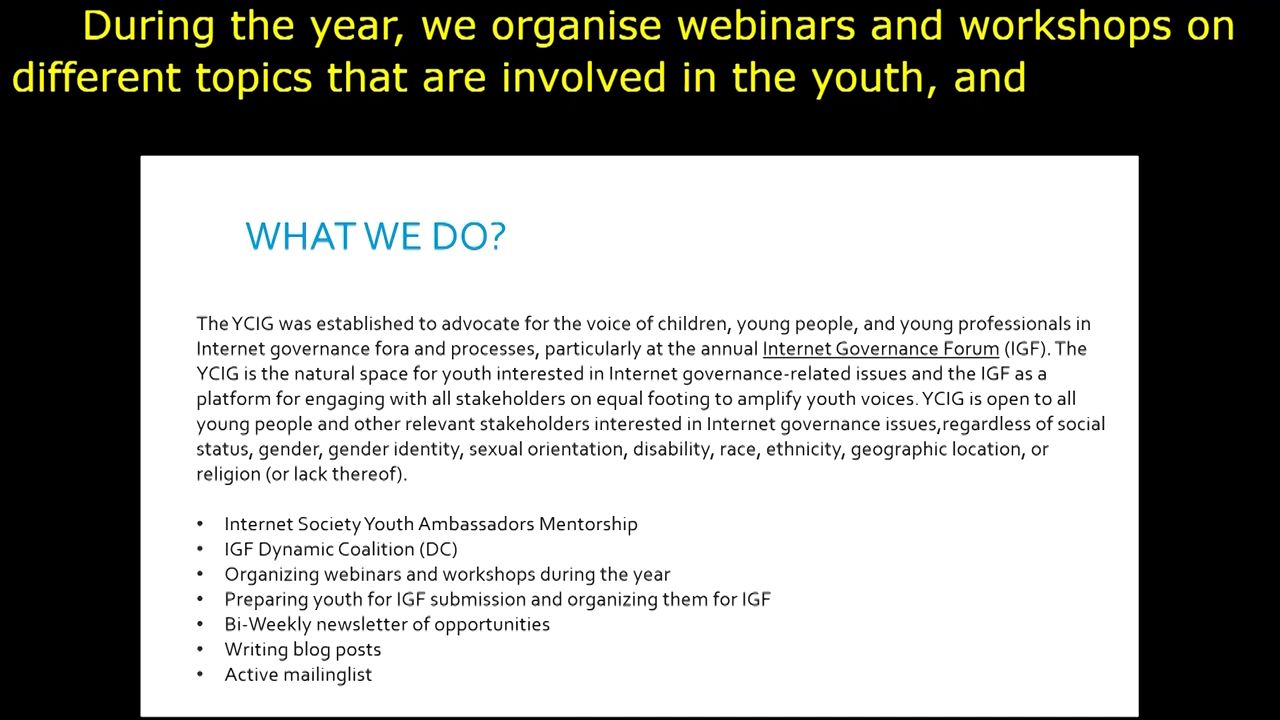 During the year, we organise webinars and workshops on
different topics that are involved in the youth, and
WHAT WE DO?
The YCIG was established to advocate for the voice of children, young people, and young professionals in
Internet governance fora and processes, particularly at the annual Internet Governance Forum (IGF). The
YCIG is the natural space for youth interested in Internet governance-related issues and the IGF as a
platform for engaging with all stakeholders on equal footing to amplify youth voices. YCIG is open to all
young people and other relevant stakeholders interested in Internet governance issues,regardless of social
status, gender, gender identity, sexual orientation, disability, race, ethnicity, geographic location, or
religion (or lack thereof).
• Internet Society Youth Ambassadors Mentorship
• IGF Dynamic Coalition (DC)
• Organizing webinars and workshops during the year
• Preparing youth for IGF submission and organizing them for IGF
• Bi-Weekly newsletter of opportunities
• Writing blog posts
• Active mailinglist